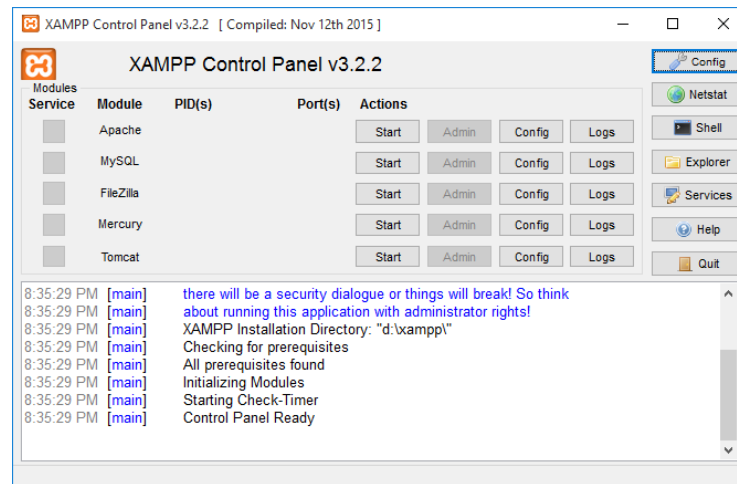 XAMPP Control Panel v3.2.2 [ Compiled: Nov 12th 2015 ]
XAMPP Control Panel v3.2.2
Config
Modules
Netstat
Service Module PID(s) Port(s) Actions
Apache Start Admin Config Logs
Shell
MySQL Start Admin Config Logs
Explorer
FileZilla Start Admin Config Logs
Services
Mercury Start Admin Config Logs
Help
Tomcat Start Admin Config Logs
Quit
8:35:29 PM [main] there will be a security dialogue or things will break! So think
8:35:29 PM [main] about running this application with administrator rights!
8:35:29 PM [main] XAMPP Installation Directory: "d:\xampp\"
8:35:29 PM [main] Checking for prerequisites
8:35:29 PM [main] All prerequisites found
8:35:29 PM [main] Initializing Modules
8:35:29 PM [main] Starting Check-Timer
8:35:29 PM [main] Control Panel Ready